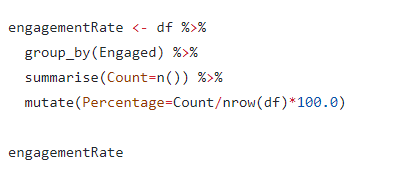 engagementRate <- df %>%
  group_by(Engaged) %>%
  summarise(Count=n()) %>%
  mutate(Percentage=Count/nrow(df)*100.0)
engagementRate